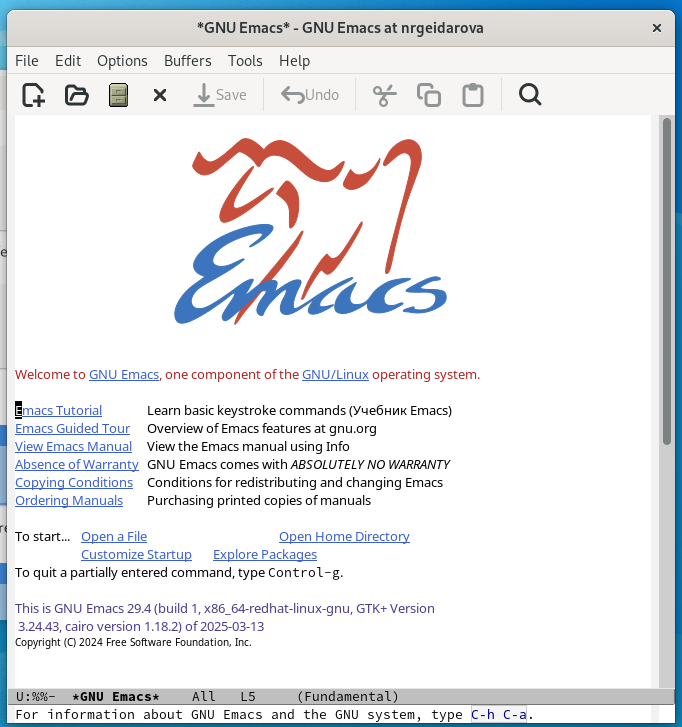 *GNU Emacs* - GNU Emacs at nrgeidarova
File Edit Options Buffers Tools Help
Save Undo
Emacs
Welcome to GNU Emacs, one component of the GNU/Linux operating system.
Emacs Tutorial Learn basic keystroke commands (Учебник Emacs)
Emacs Guided Tour Overview of Emacs features at gnu.org
View Emacs Manual View the Emacs manual using Info
Absence of Warranty GNU Emacs comes with ABSOLUTELY NO WARRANTY
Copying Conditions Conditions for redistributing and changing Emacs
Ordering Manuals Purchasing printed copies of manuals
To start... Open a File Open Home Directory
Customize Startup Explore Packages
To quit a partially entered command, type Control-g.
This is GNU Emacs 29.4 (build 1, x86_64-redhat-linux-gnu, GTK+ Version
3.24.43, cairo version 1.18.2) of 2025-03-13
Copyright (C) 2024 Free Software Foundation, Inc.
U:%%- *GNU Emacs* All L5 (Fundamental)
For information about GNU Emacs and the GNU system, type C-h C-a.